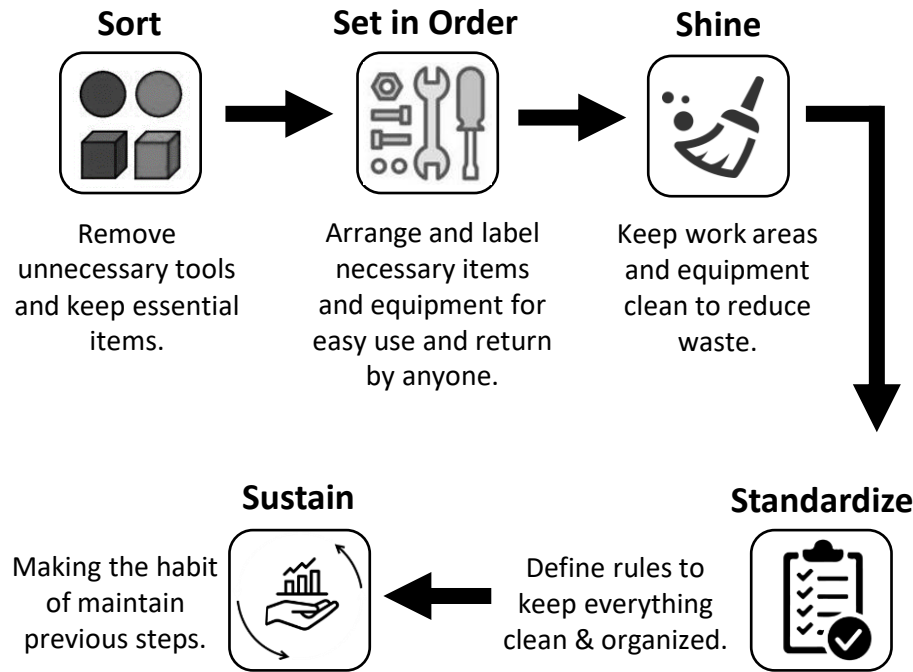 Sort
Remove
unnecessary tools
and keep essential
items.
Set in Order
Arrange and label
necessary items
and equipment for
easy use and return
by anyone.
Shine
Keep work areas
and equipment
clean to reduce
waste.
Standardize
Define rules to
keep everything
clean & organized.
Sustain
Making the habit
of maintain
previous steps.